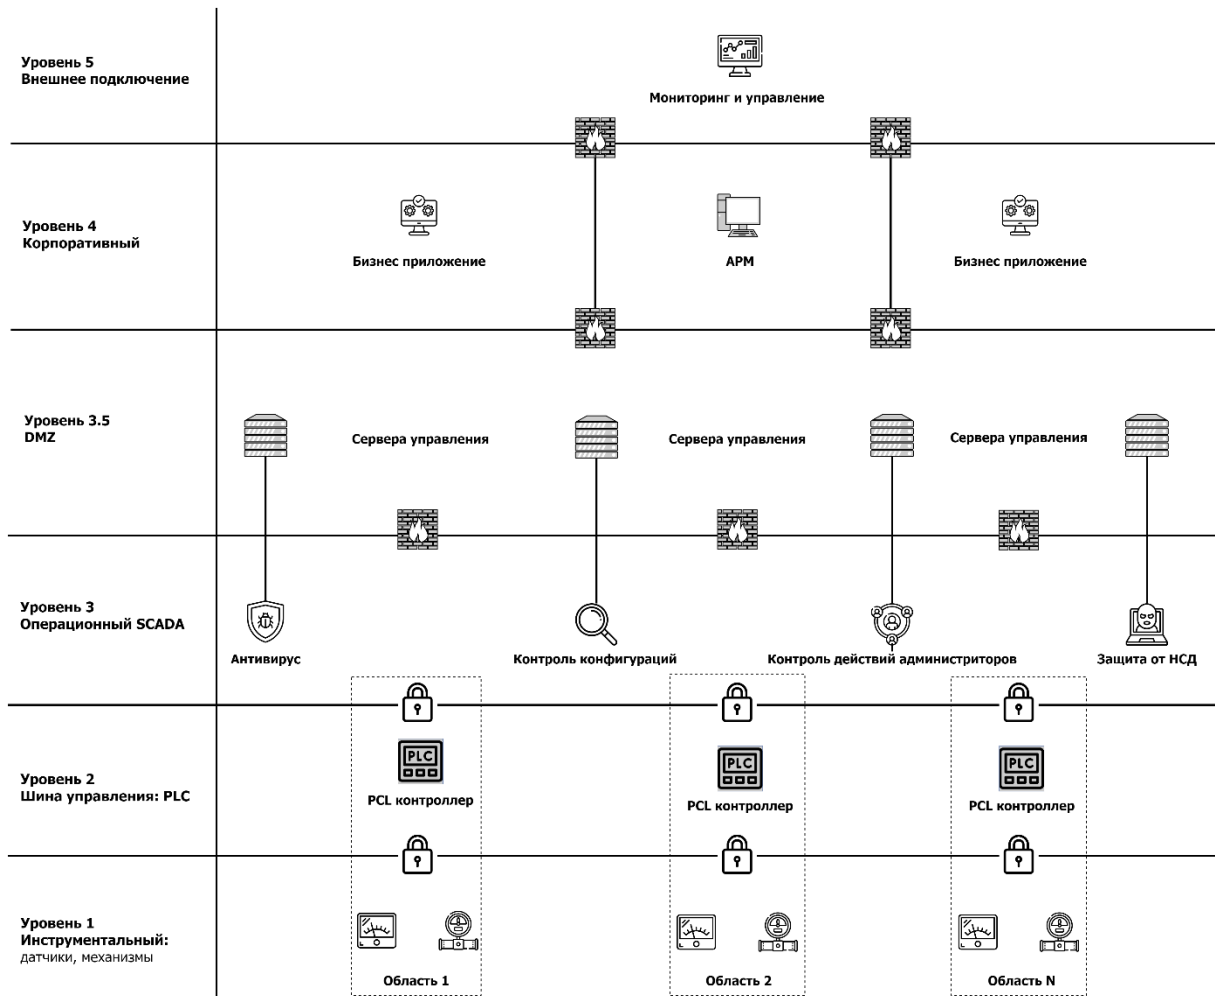 Уровень 5
Внешнее подключение
Мониторинг и управление
Уровень 4
Корпоративный
Бизнес приложение
АРМ
Бизнес приложение
Уровень 3.5
DMZ
Сервера управления
Сервера управления
Сервера управления
Уровень 3
Операционный SCADA
Антивирус
Контроль конфигураций
Контроль действий администриторов
Защита от НСД
Уровень 2
Шина управления: PLC
PLC
PCL контроллер
PLC
PCL контроллер
PLC
PCL контроллер
Уровень 1
Инструментальный:
датчики, механизмы
Область 1
Область 2
Область N